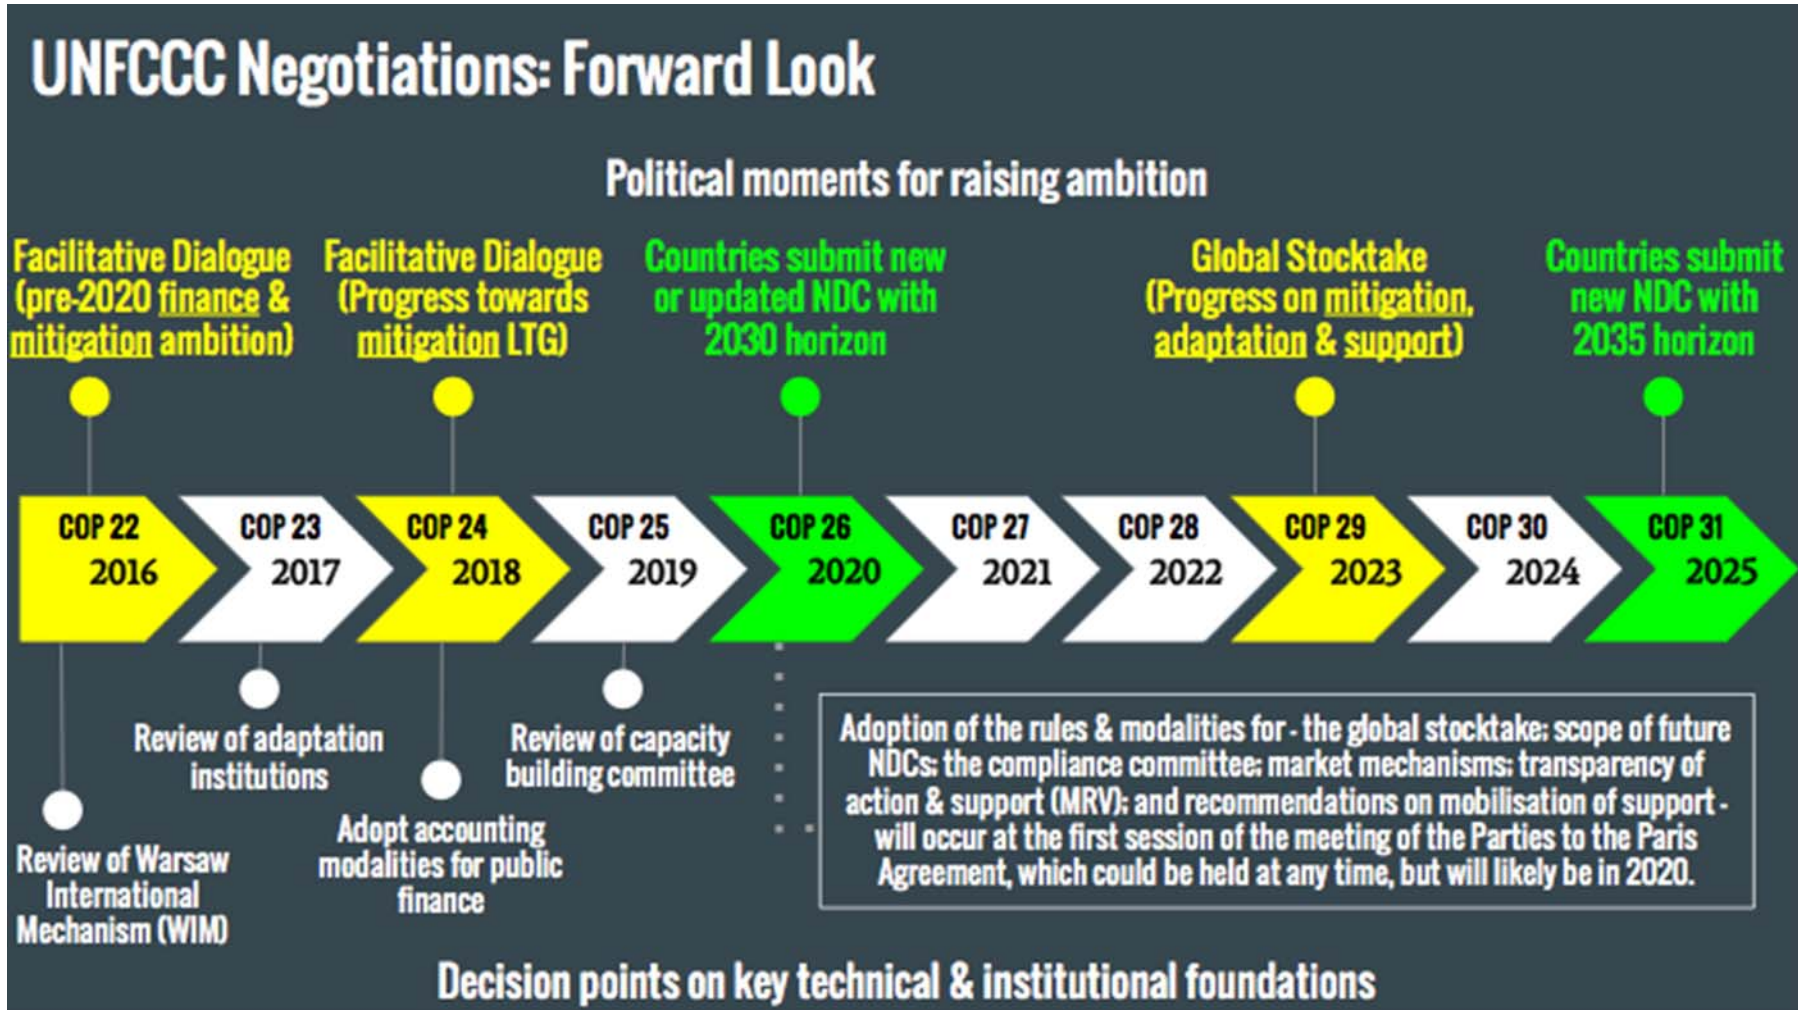 UNFCCC Negotiations: Forward Look
Political moments for raising ambition
Facilitative Dialogue
(pre-2020 finance &
mitigation ambition)
Facilitative Dialogue
(Progress towards
mitigation LTG)
Countries submit new
or updated NDC with
2030 horizon
Global Stocktake
(Progress on mitigation,
adaptation & support)
Countries submit
new NDC with
2035 horizon
COP 22
2016
COP 23
2017
COP 24
2018
COP 25
2019
COP 26
2020
COP 27
2021
COP 28
2022
COP 29
2023
COP 30
2024
COP 31
2025
Review of Warsaw
International
Mechanism (WIM)
Review of adaptation
institutions
Adopt accounting
modalities for public
finance
Review of capacity
building committee
Adoption of the rules & modalities for - the global stocktake; scope of future
NDCs; the compliance committee; market mechanisms; transparency of
action & support (MRV); and recommendations on mobilisation of support -
will occur at the first session of the meeting of the Parties to the Paris
Agreement, which could be held at any time, but will likely be in 2020.
Decision points on key technical & institutional foundations